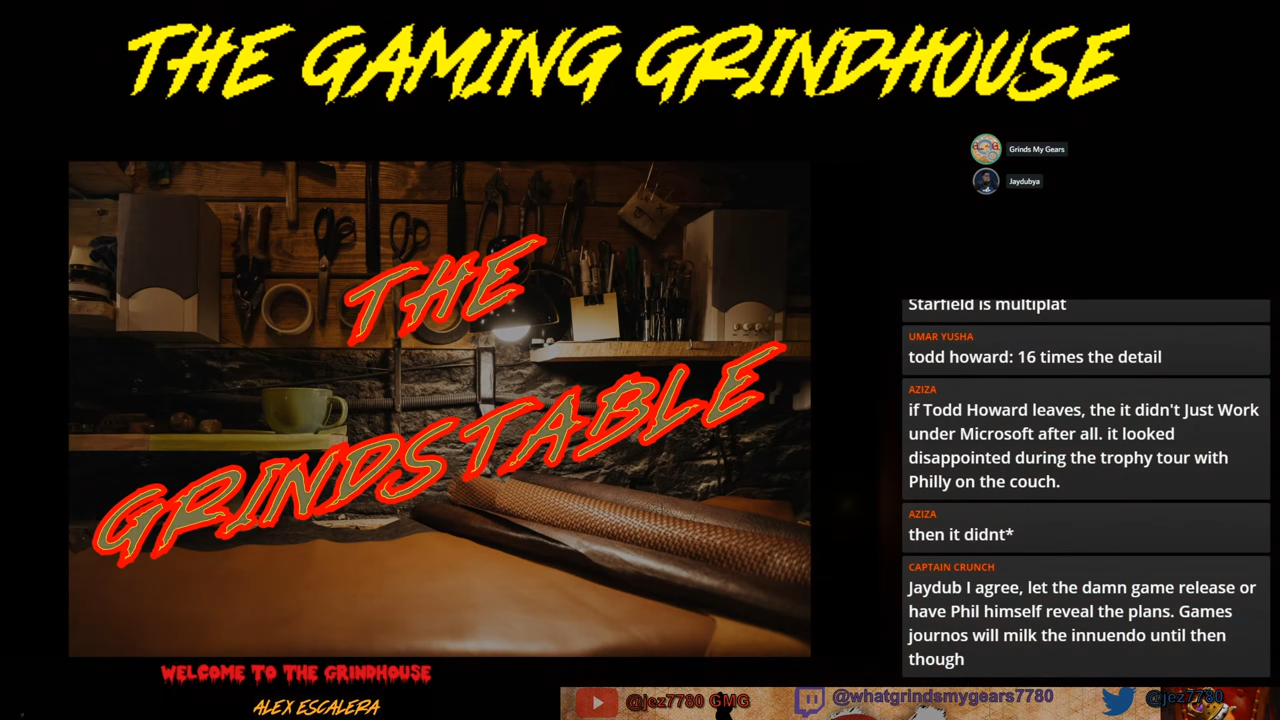 THE GAMING GRINDHOUSE
Grinds My Gears
Jaydubya
THE
GRINDSTABLE
Starfield is multiplat
UMAR YUSHA
todd howard: 16 times the detail
AZIZA
if Todd Howard leaves, the it didn't Just Work
under Microsoft after all. it looked
disappointed during the trophy tour with
Philly on the couch.
AZIZA
then it didnt*
CAPTAIN CRUNCH
Jaydub I agree, let the damn game release or
have Phil himself reveal the plans. Games
journos will milk the innuendo until then
though
WELCOME TO THE GRINDHOUSE
ALEX ESCALERA
@jez7780 GMG
@whatgrindsmygears7780
@jez7780